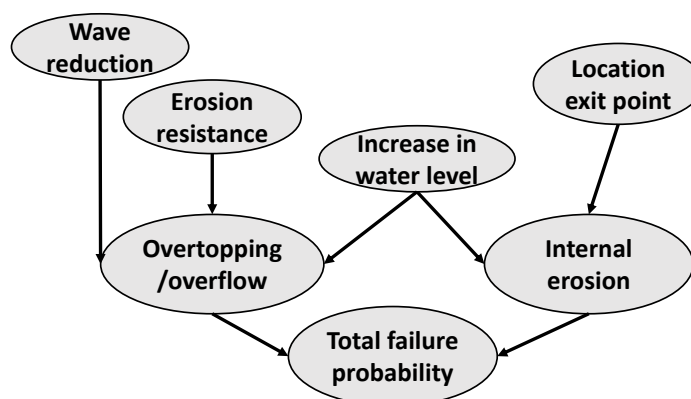 Wave
reduction
Location
exit point
Erosion
resistance
Increase in
water level
Overtopping
/overflow
Internal
erosion
Total failure
probability